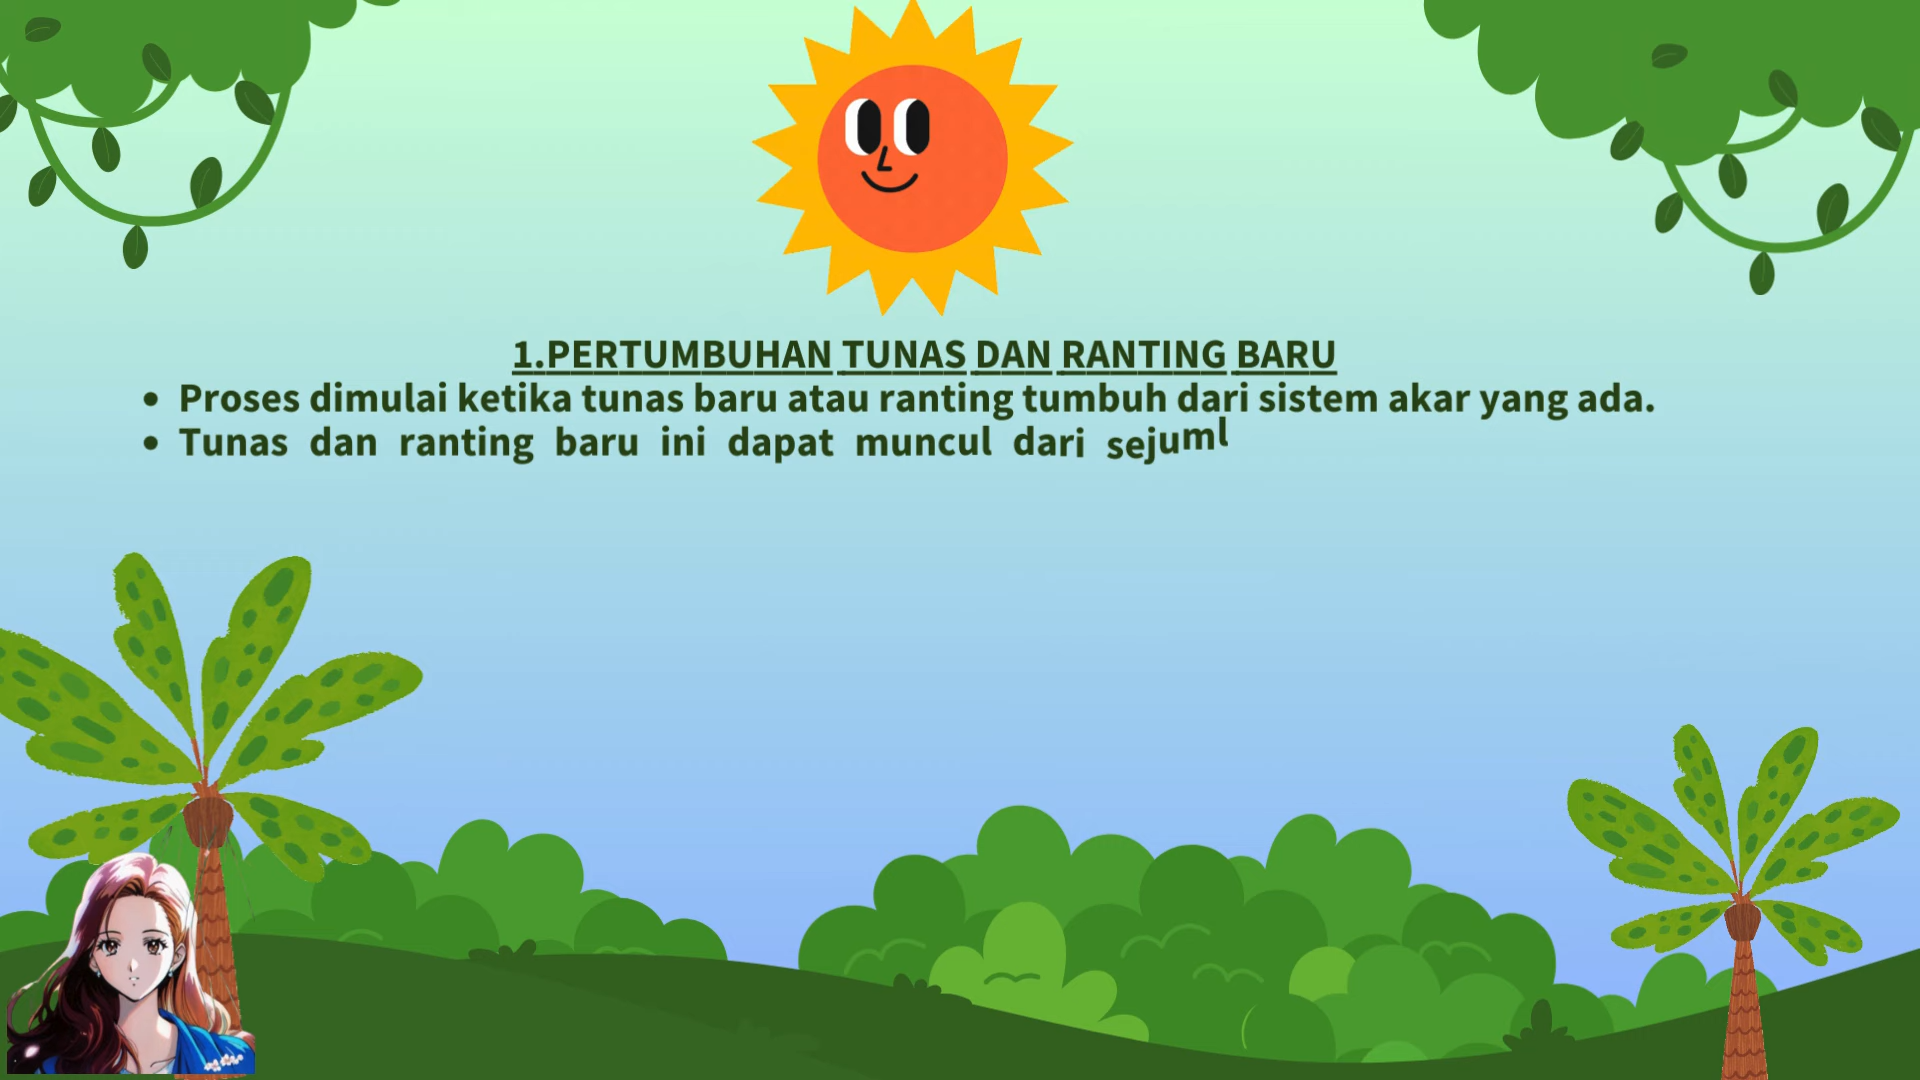 1.PERTUMBUHAN TUNAS DAN RANTING BARU
• Proses dimulai ketika tunas baru atau ranting tumbuh dari sistem akar yang ada.
• Tunas dan ranting baru ini dapat muncul dari sejuml